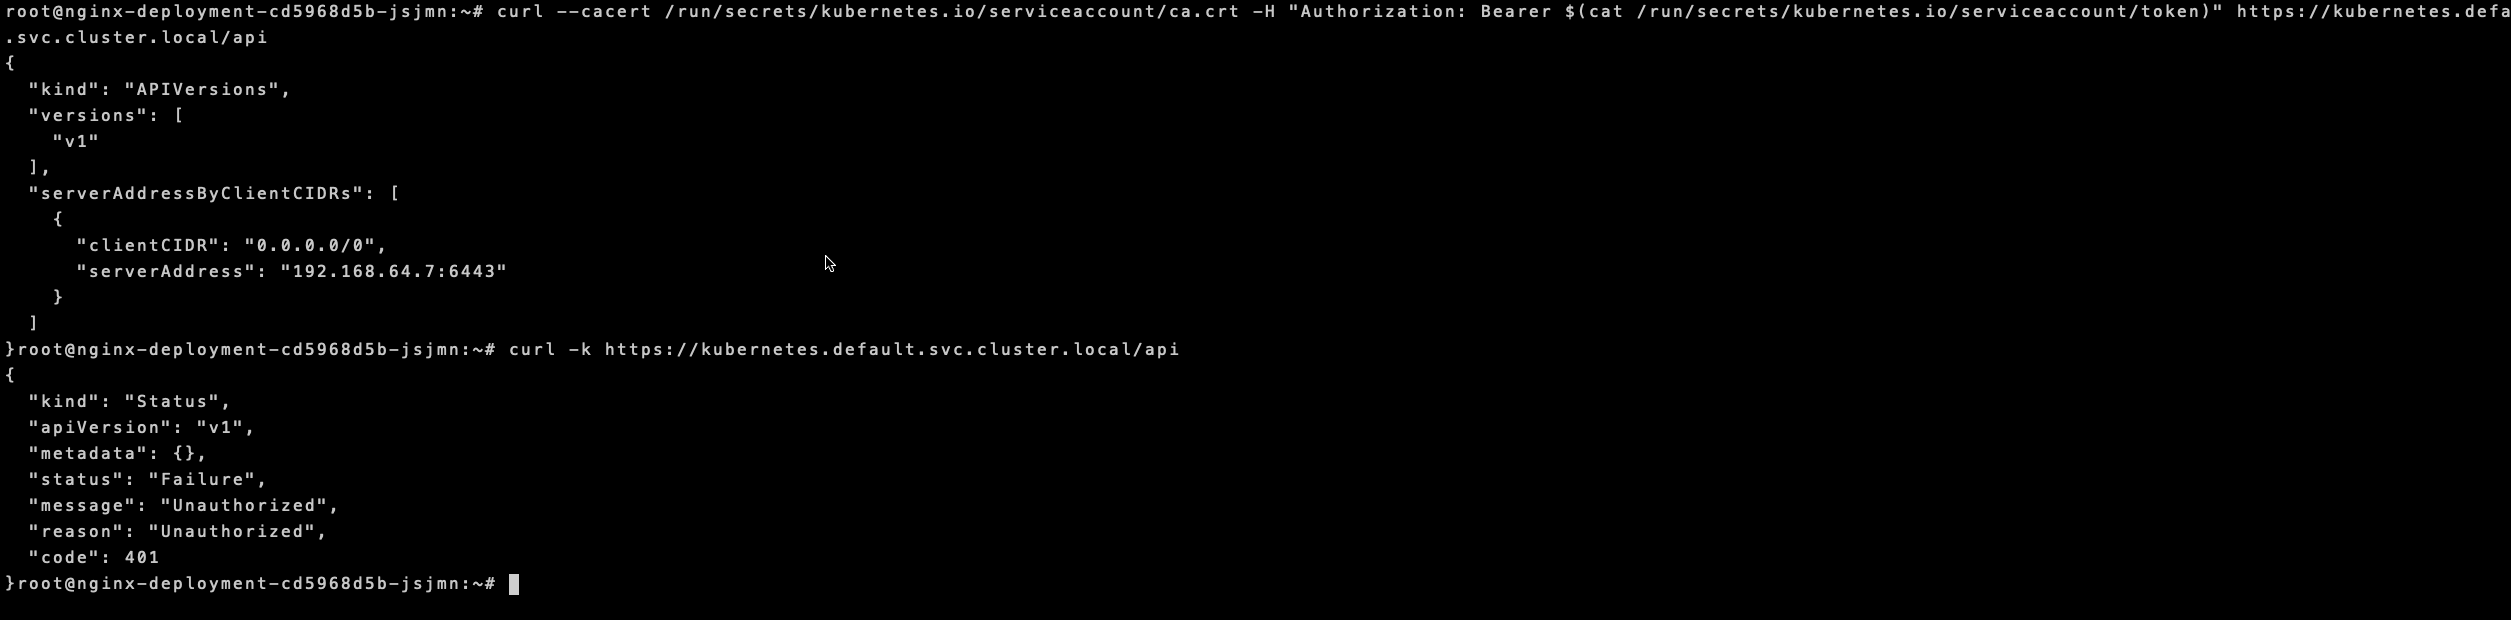 root@nginx-deployment-cd5968d5b-jsjmn:~# curl --cacert /run/secrets/kubernetes.io/serviceaccount/ca.crt -H "Authorization: Bearer $(cat /run/secrets/kubernetes.io/serviceaccount/token)" https://kubernetes.defa
.svc.cluster.local/api
{
  "kind": "APIVersions",
  "versions": [
    "v1"
  ],
  "serverAddressByClientCIDRs": [
    {
      "clientCIDR": "0.0.0.0/0",
      "serverAddress": "192.168.64.7:6443"
    }
  ]
}root@nginx-deployment-cd5968d5b-jsjmn:~# curl -k https://kubernetes.default.svc.cluster.local/api
{
  "kind": "Status",
  "apiVersion": "v1",
  "metadata": {},
  "status": "Failure",
  "message": "Unauthorized",
  "reason": "Unauthorized",
  "code": 401
}root@nginx-deployment-cd5968d5b-jsjmn:~#